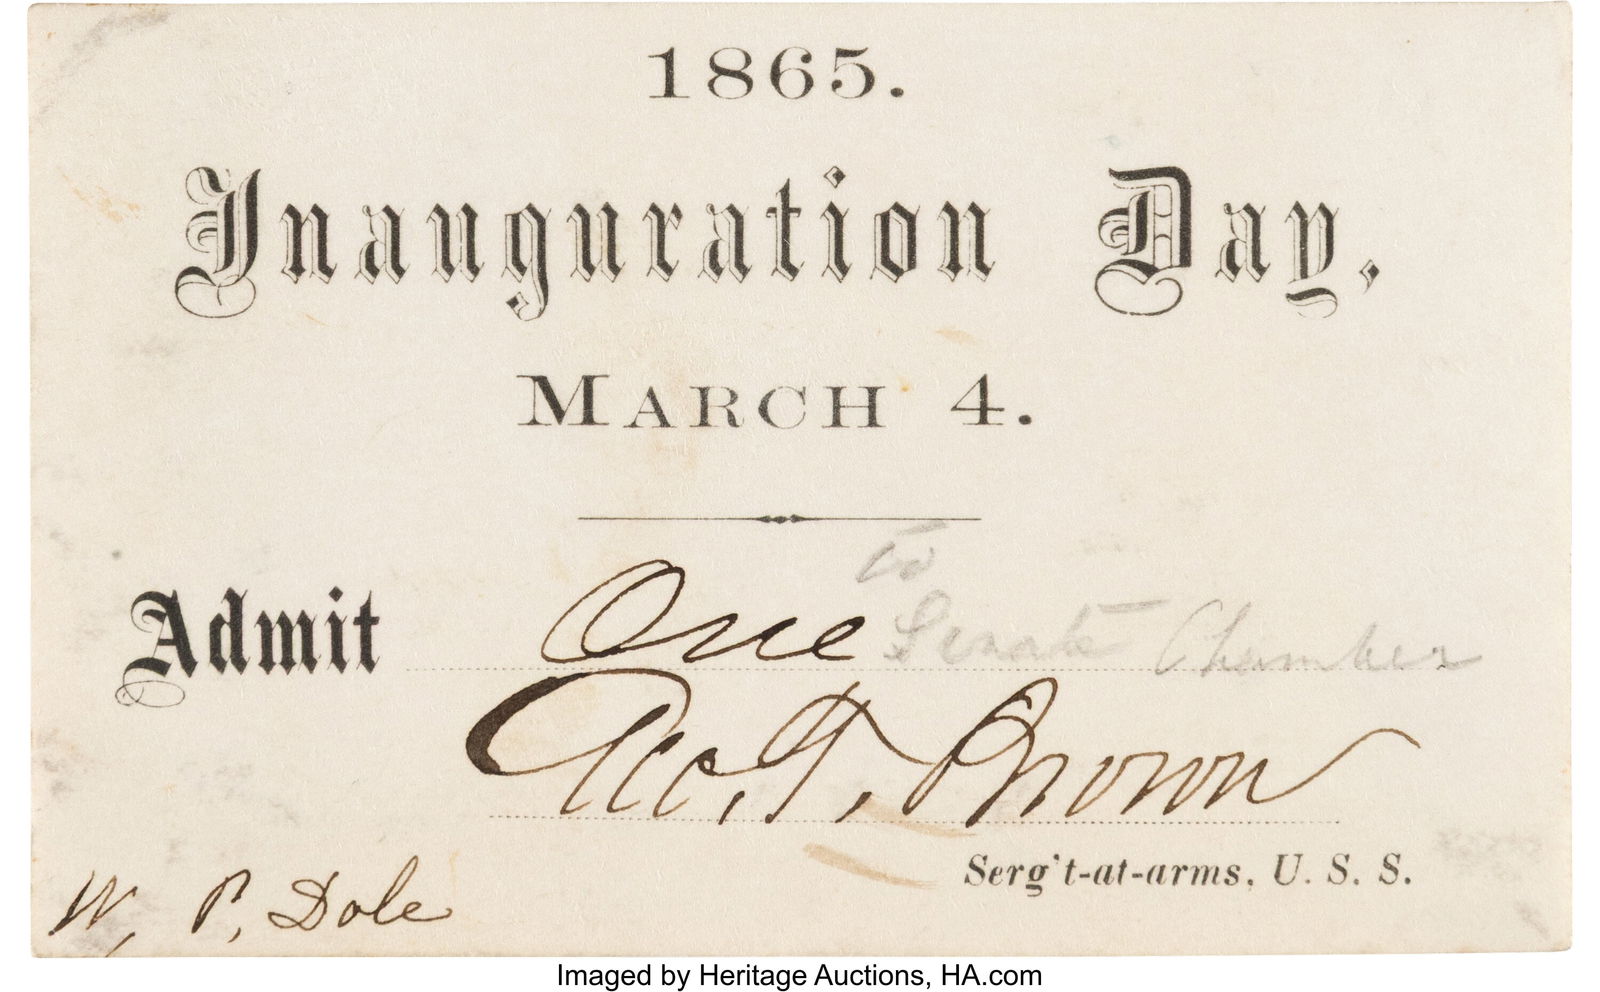 1865.
Inauguration Day,
MARCH 4.
to
Admit One Senate Chamber
Geo. T. Brown
Serg't-at-arms, U. S. S.
W. P. Dole
Imaged by Heritage Auctions, HA.com